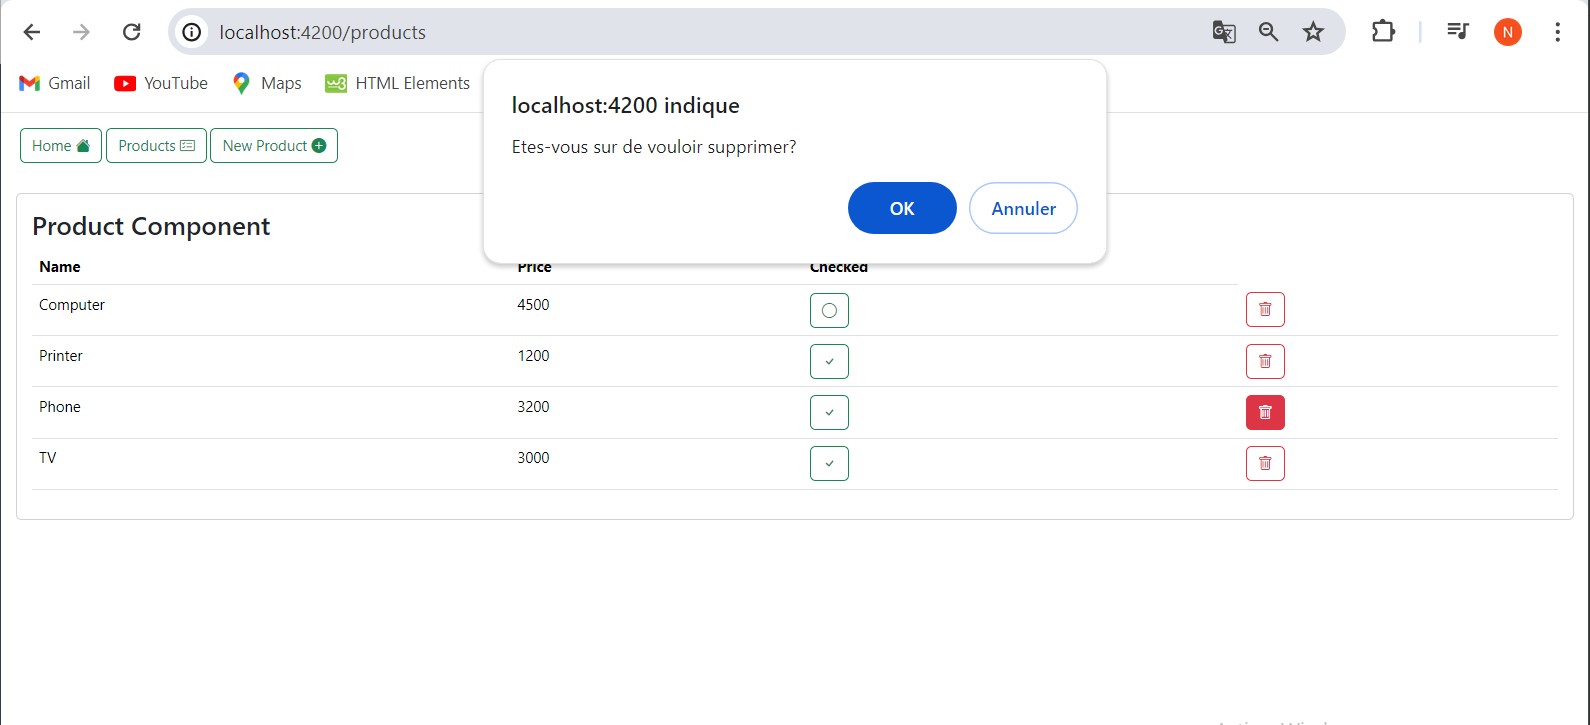 localhost:4200/products
N
Gmail YouTube Maps HTML Elements
localhost:4200 indique
Etes-vous sur de vouloir supprimer?
OK Annuler
Home Products New Product
Product Component
Name Price Checked
Computer 4500
Printer 1200
Phone 3200
TV 3000